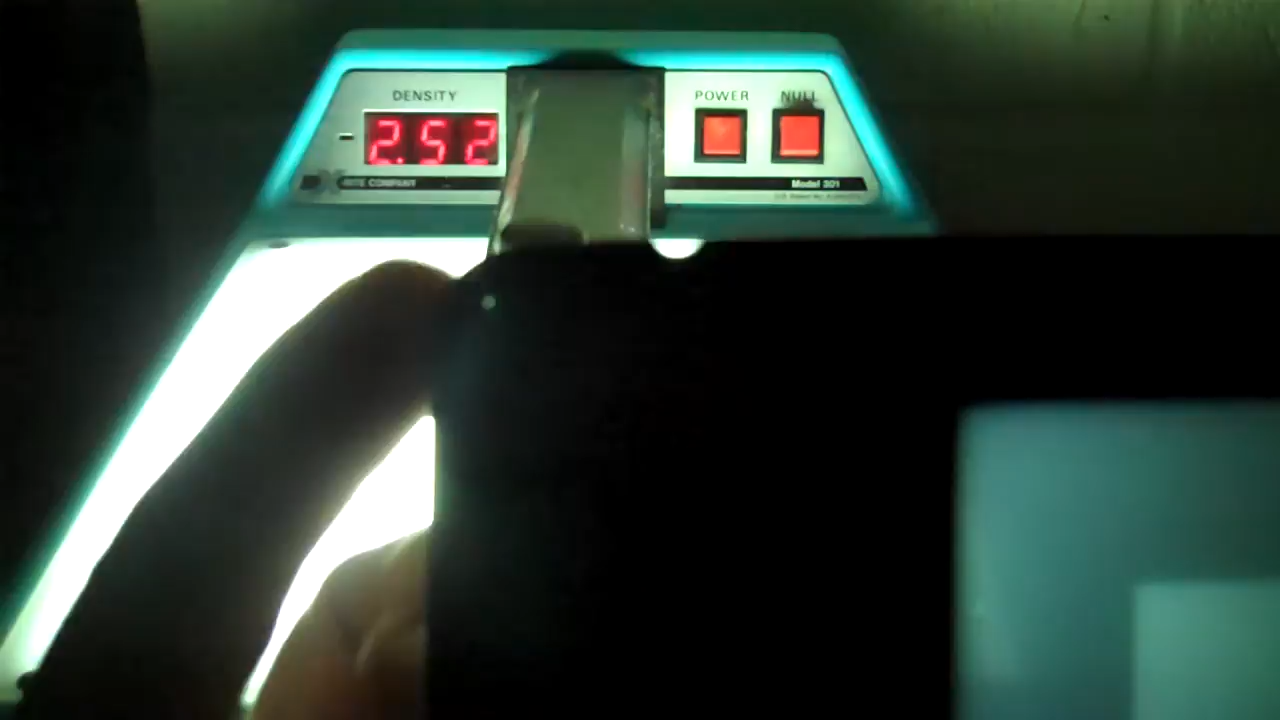 DENSITY
2.52
POWER
NULL
X RITE COMPANY
Model 301